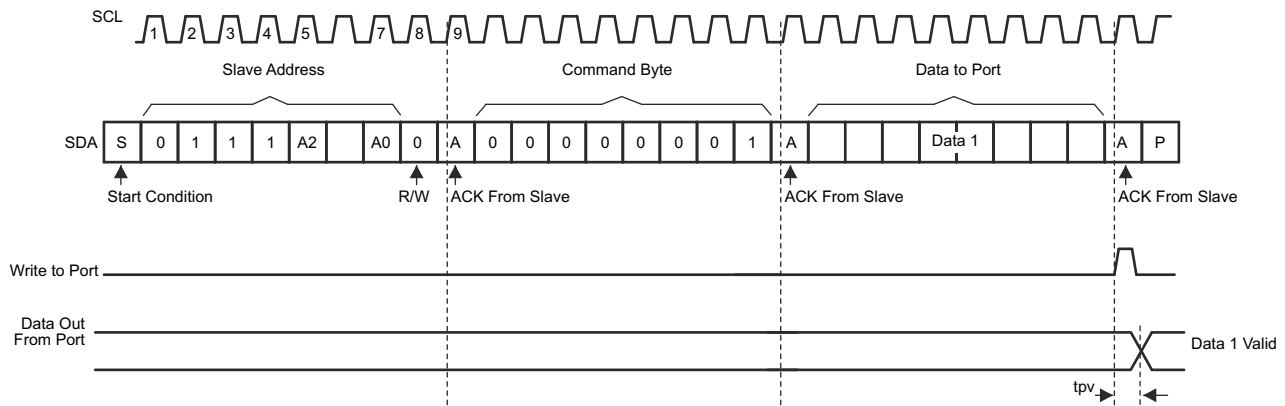 SCL
1 2 3 4 5 7 8 9
Slave Address Command Byte Data to Port
SDA S 0 1 1 1 A2 A0 0 A 0 0 0 0 0 0 0 1 A Data 1 A P
Start Condition R/W ACK From Slave ACK From Slave ACK From Slave
Write to Port
Data Out
From Port
Data 1 Valid
tpv